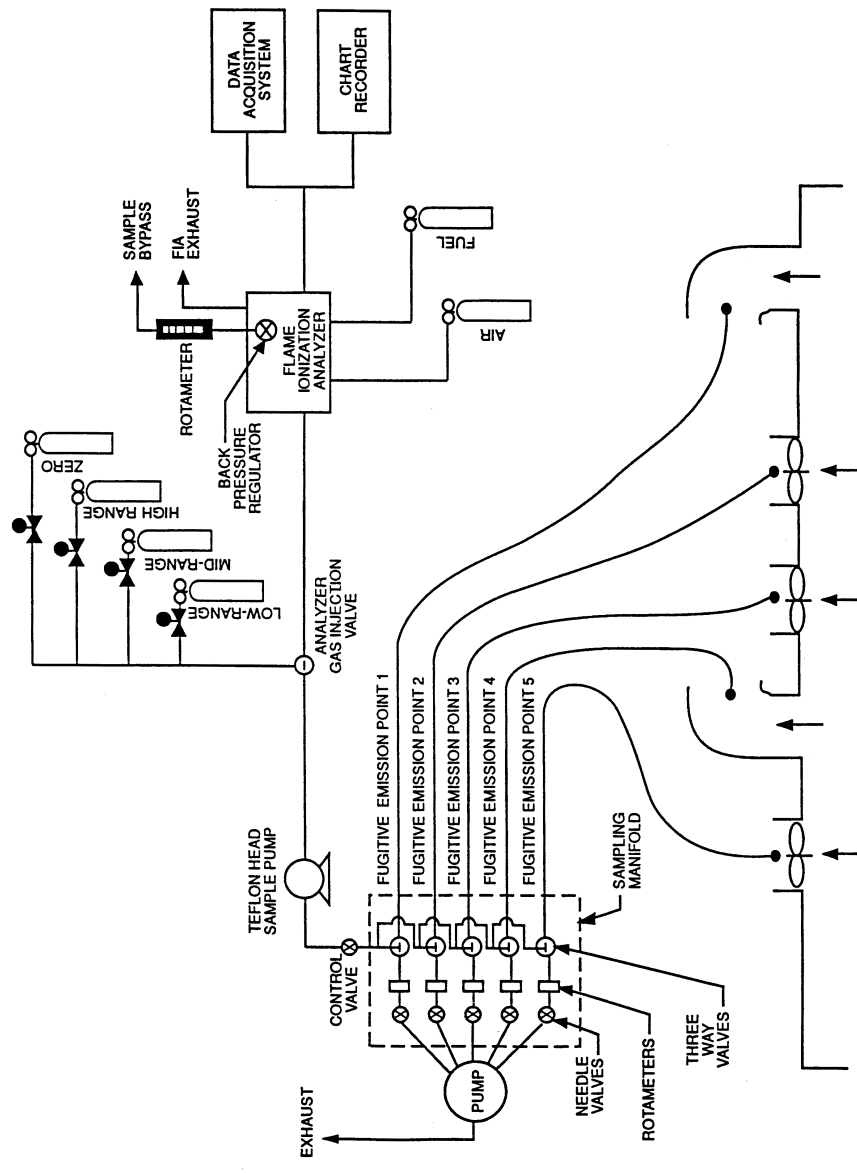 DATA
ACQUISITION
SYSTEM
CHART
RECORDER
SAMPLE
BYPASS
FIA
EXHAUST
ROTAMETER
FLAME
IONIZATION
ANALYZER
BACK
PRESSURE
REGULATOR
FUEL
AIR
ZERO
HIGH RANGE
MID-RANGE
LOW-RANGE
ANALYZER
GAS INJECTION
VALVE
TEFLON HEAD
SAMPLE PUMP
CONTROL
VALVE
FUGITIVE EMISSION POINT 1
FUGITIVE EMISSION POINT 2
FUGITIVE EMISSION POINT 3
FUGITIVE EMISSION POINT 4
FUGITIVE EMISSION POINT 5
SAMPLING
MANIFOLD
THREE
WAY
VALVES
ROTAMETERS
NEEDLE
VALVES
PUMP
EXHAUST